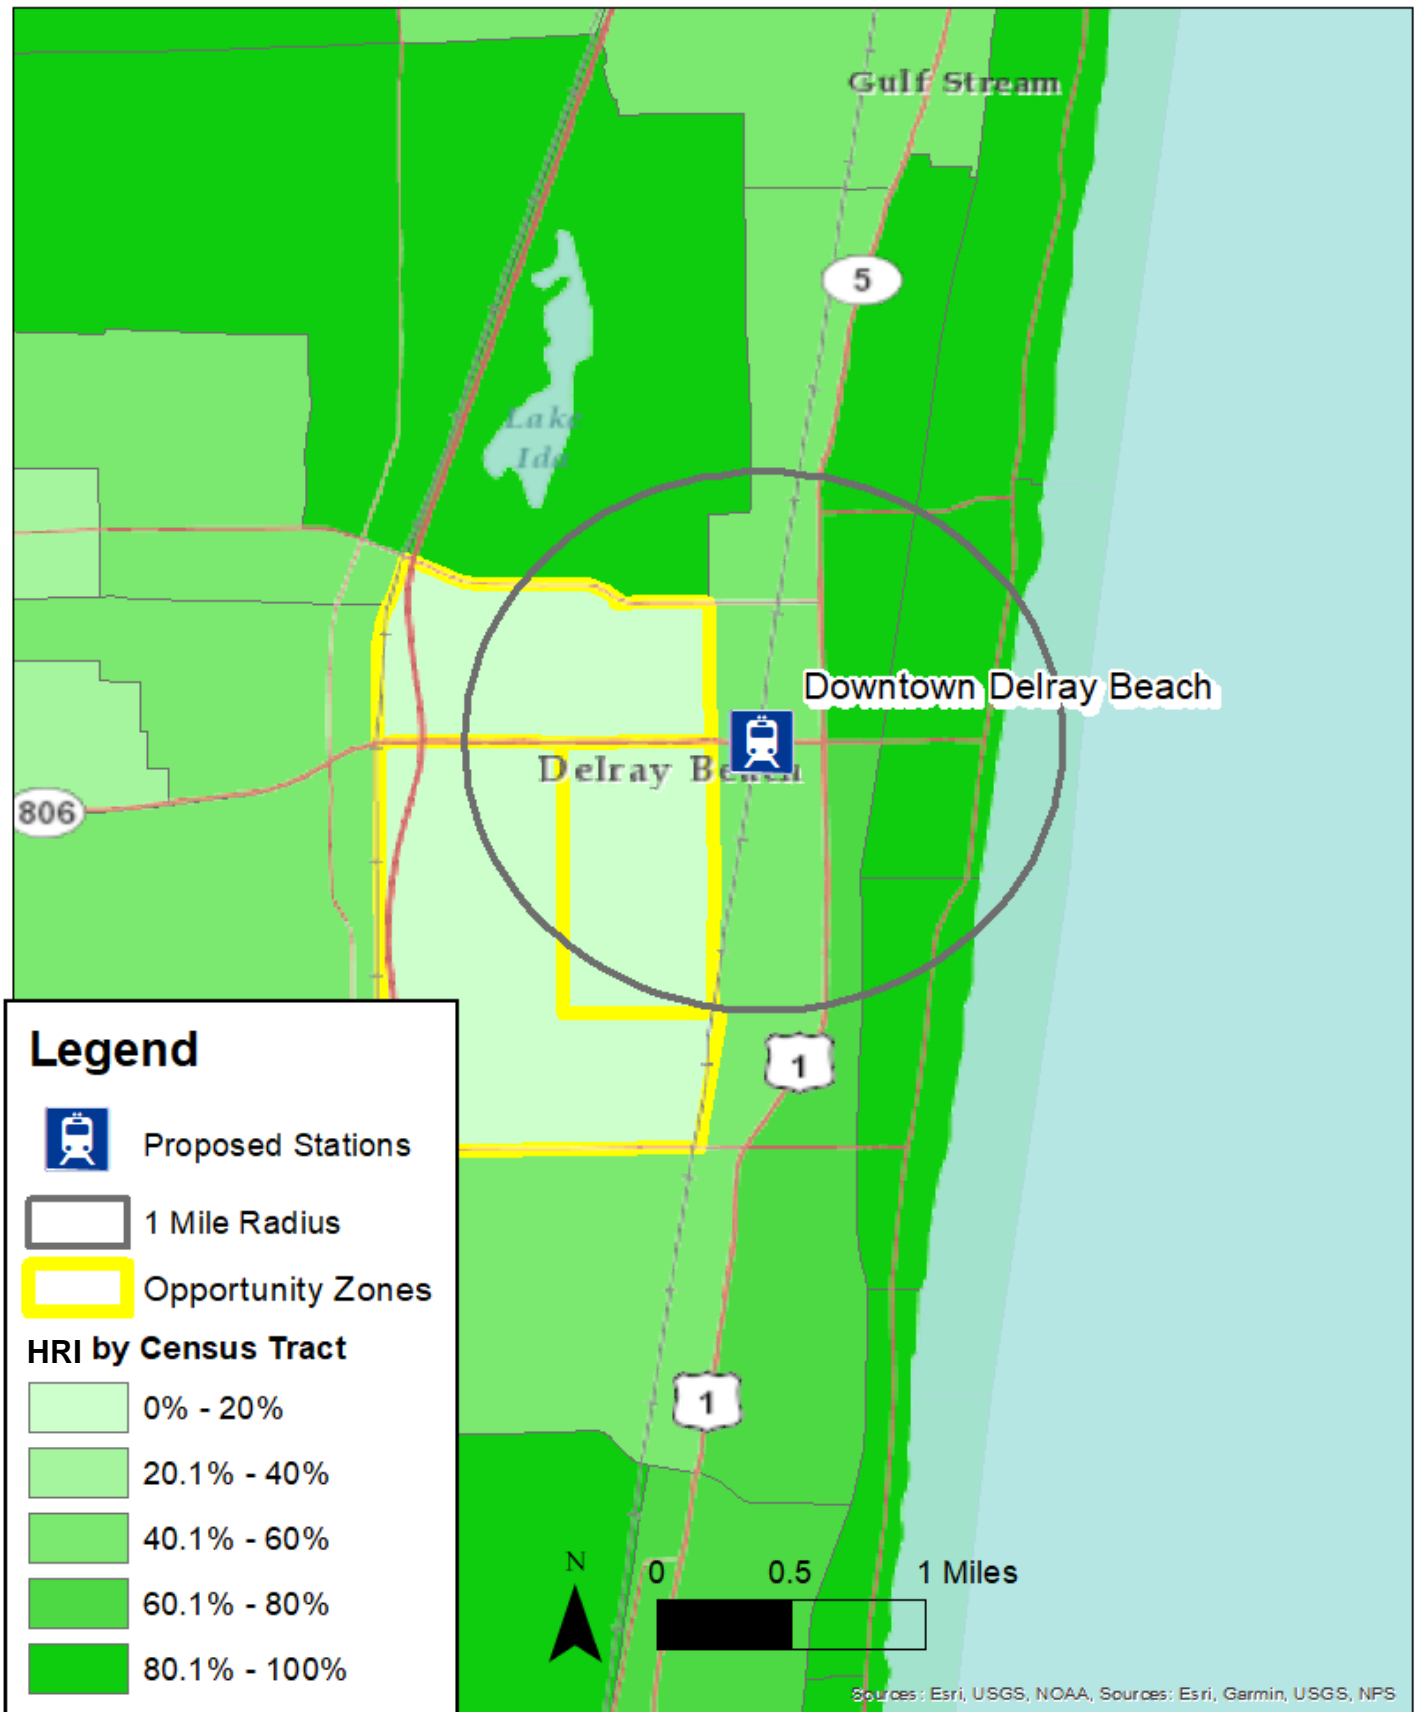 Gulf Stream
5
Lake
Ida
Downtown Delray Beach
Delray Beach
806
1
1
Legend
Proposed Stations
1 Mile Radius
Opportunity Zones
HRI by Census Tract
0% - 20%
20.1% - 40%
40.1% - 60%
60.1% - 80%
80.1% - 100%
N
0 0.5 1 Miles
Sources: Esri, USGS, NOAA, Sources: Esri, Garmin, USGS, NPS